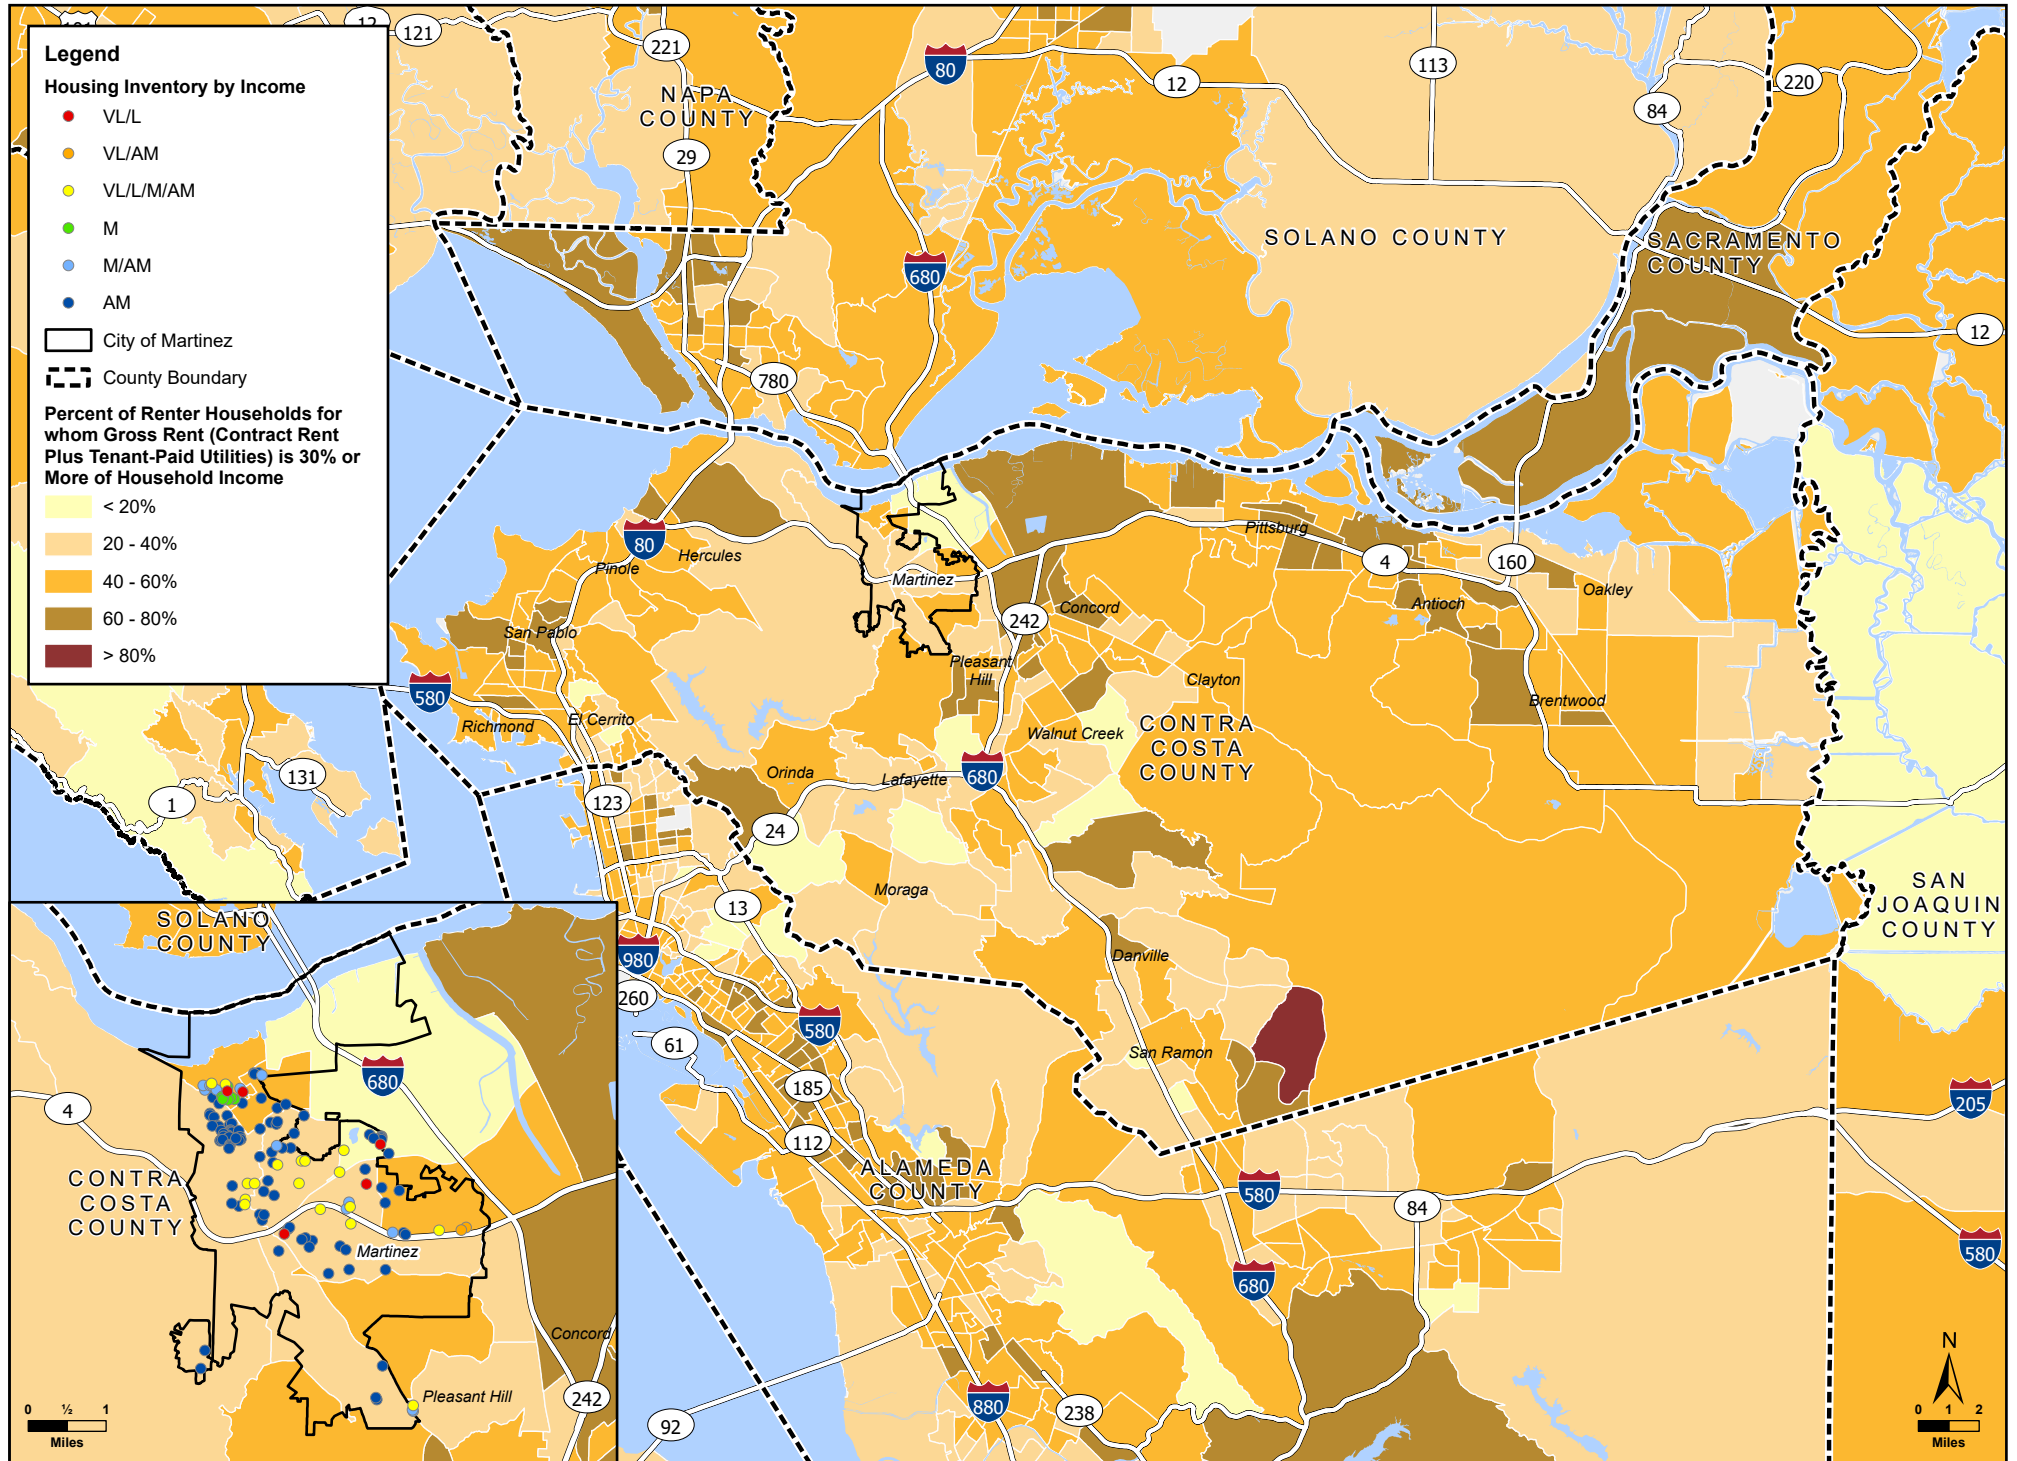 Legend
Housing Inventory by Income
VL/L
VL/AM
VL/L/M/AM
M
M/AM
AM
City of Martinez
County Boundary
Percent of Renter Households for
whom Gross Rent (Contract Rent
Plus Tenant-Paid Utilities) is 30% or
More of Household Income
< 20%
20 - 40%
40 - 60%
60 - 80%
> 80%
12
121
221
80
12
113
84
220
NAPA
COUNTY
29
680
SOLANO COUNTY
SACRAMENTO
COUNTY
12
780
80
Hercules
Pinole
Martinez
Pittsburg
4
160
Oakley
Antioch
Concord
242
San Pablo
Pleasant
Hill
Clayton
Brentwood
580
Richmond
El Cerrito
Walnut Creek
CONTRA
COSTA
COUNTY
Orinda
Lafayette
680
131
1
123
24
Moraga
13
SAN
JOAQUIN
COUNTY
980
260
Danville
580
61
San Ramon
185
112
205
ALAMEDA
COUNTY
580
84
580
680
880
238
92
N
0 1 2
Miles
SOLANO
COUNTY
680
4
CONTRA
COSTA
COUNTY
Martinez
Concord
Pleasant Hill
242
0 ½ 1
Miles